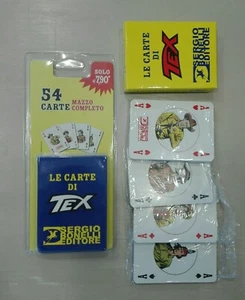 SOLO
7,90€
54
CARTE
MAZZO
COMPLETO
LE CARTE
DI
TEX
SERGIO
BONELLI
EDITORE
LE CARTE
DI
TEX
SERGIO
BONELLI
EDITORE
A
A
A
A
A
A